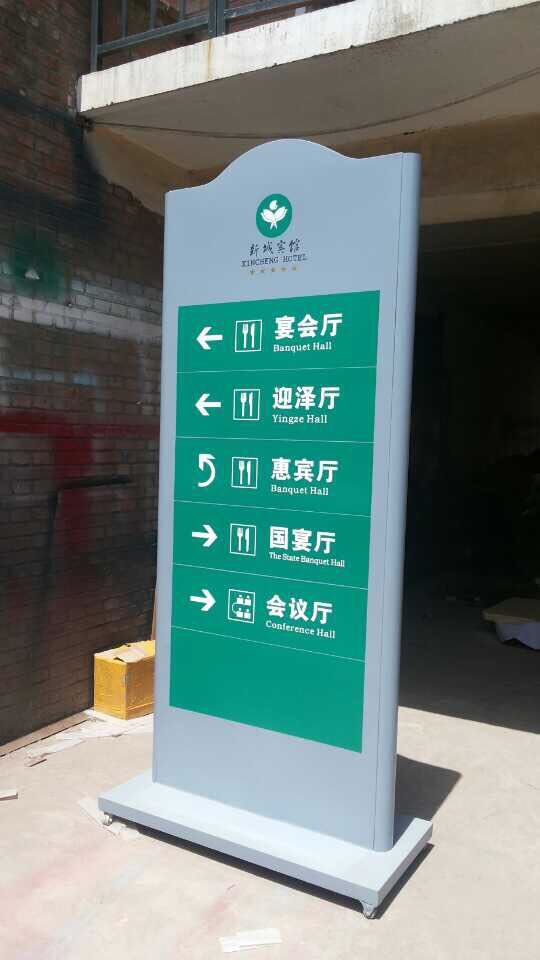 新城宾馆
XINCHENG HOTEL
宴会厅
Banquet Hall
迎泽厅
Yingze Hall
惠宾厅
Banquet Hall
国宴厅
The State Banquet Hall
会议厅
Conference Hall